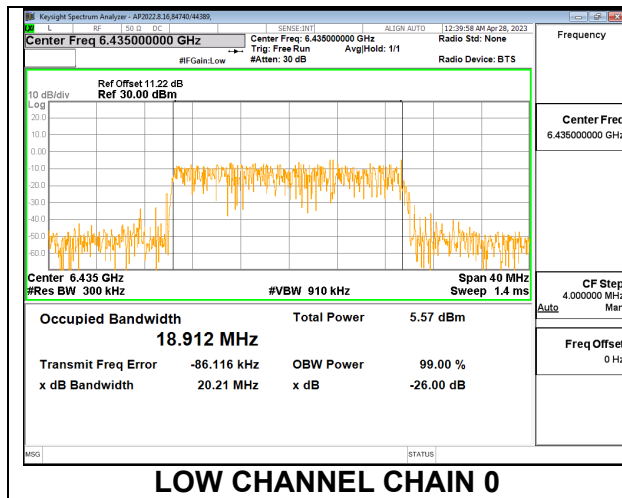 Keysight Spectrum Analyzer - AP2022.8.16,84740/44389,
L RF 50 Ω DC SENSE:INT ALIGN AUTO 12:39:58 AM Apr 28, 2023
Center Freq 6.435000000 GHz
Center Freq: 6.435000000 GHz
Radio Std: None
Trig: Free Run Avg|Hold: 1/1
#IFGain:Low #Atten: 30 dB
Radio Device: BTS
Frequency
Ref Offset 11.22 dB
10 dB/div Ref 30.00 dBm
Log
20.0
10.0
0.00
-10.0
-20.0
-30.0
-40.0
-50.0
-60.0
Center 6.435 GHz Span 40 MHz
#Res BW 300 kHz #VBW 910 kHz Sweep 1.4 ms
Occupied Bandwidth Total Power 5.57 dBm
18.912 MHz
Transmit Freq Error -86.116 kHz OBW Power 99.00 %
x dB Bandwidth 20.21 MHz x dB -26.00 dB
Center Freq
6.435000000 GHz
CF Step
4.000000 MHz
Auto Man
Freq Offset
0 Hz
MSG STATUS
LOW CHANNEL CHAIN 0